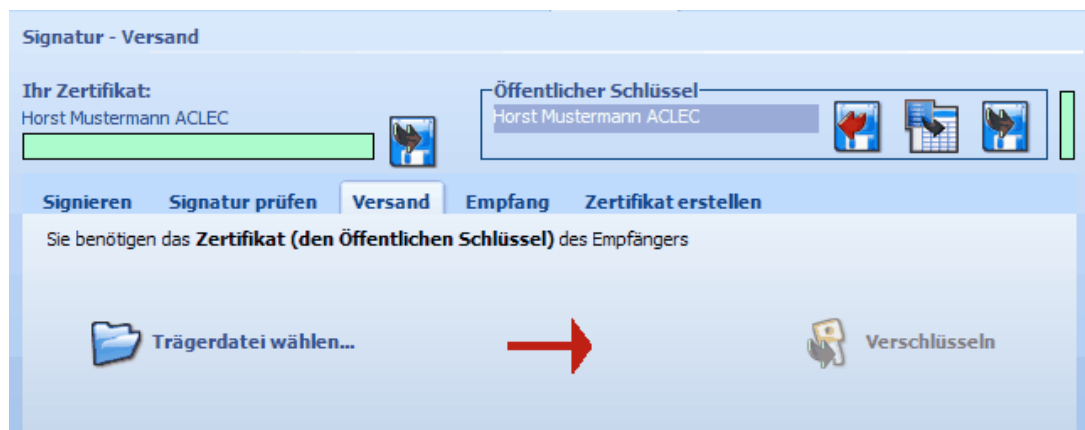 Signatur - Versand
Ihr Zertifikat:
Horst Mustermann ACLEC
Öffentlicher Schlüssel
Horst Mustermann ACLEC
Signieren Signatur prüfen Versand Empfang Zertifikat erstellen
Sie benötigen das Zertifikat (den Öffentlichen Schlüssel) des Empfängers
Trägerdatei wählen... Verschlüsseln